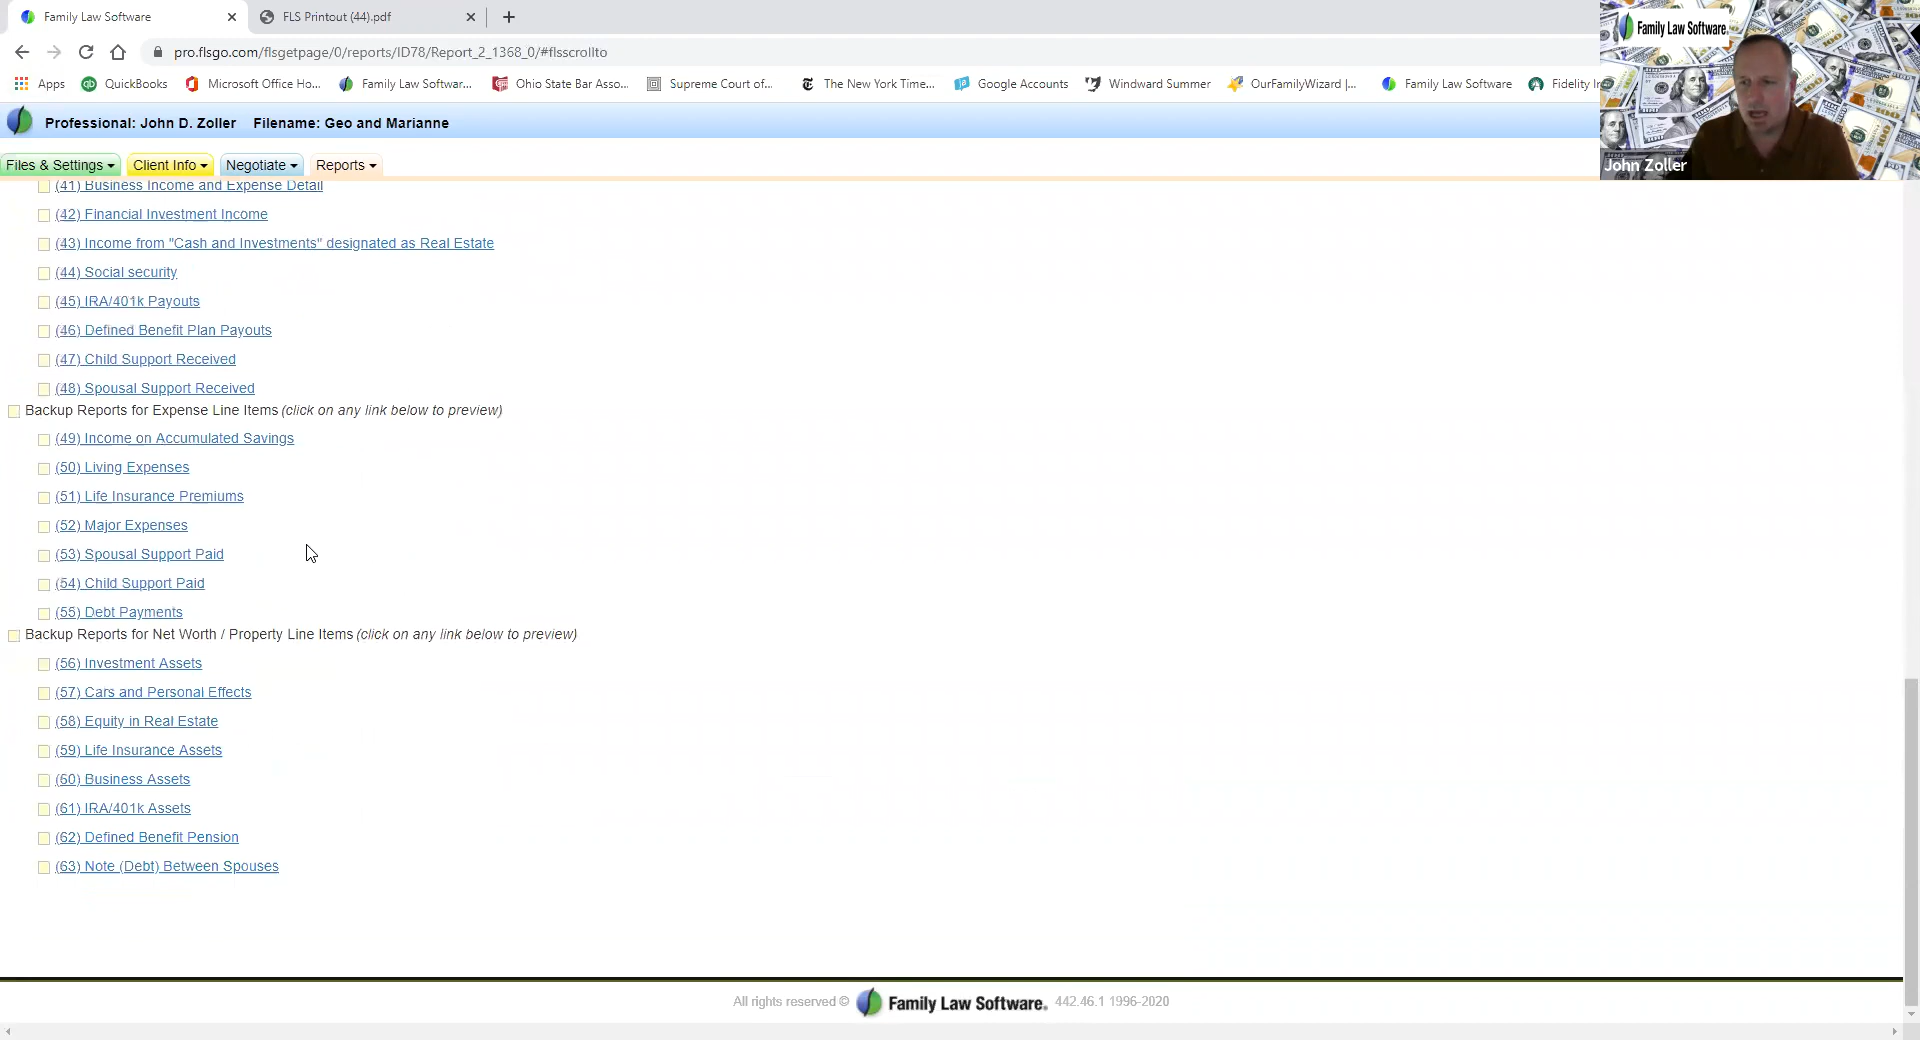 Family Law Software
FLS Printout (44).pdf
pro.flsgo.com/flsgetpage/0/reports/ID78/Report_2_1368_0/#flsscrollto
Apps
QuickBooks
Microsoft Office Ho...
Family Law Softwar...
Ohio State Bar Asso...
Supreme Court of...
The New York Time...
Google Accounts
Windward Summer
OurFamilyWizard |...
Family Law Software
Fidelity
Family Law Software.
John Zoller
Professional: John D. Zoller Filename: Geo and Marianne
Files & Settings
Client Info
Negotiate
Reports
(41) Business Income and Expense Detail
(42) Financial Investment Income
(43) Income from "Cash and Investments" designated as Real Estate
(44) Social security
(45) IRA/401k Payouts
(46) Defined Benefit Plan Payouts
(47) Child Support Received
(48) Spousal Support Received
Backup Reports for Expense Line Items (click on any link below to preview)
(49) Income on Accumulated Savings
(50) Living Expenses
(51) Life Insurance Premiums
(52) Major Expenses
(53) Spousal Support Paid
(54) Child Support Paid
(55) Debt Payments
Backup Reports for Net Worth / Property Line Items (click on any link below to preview)
(56) Investment Assets
(57) Cars and Personal Effects
(58) Equity in Real Estate
(59) Life Insurance Assets
(60) Business Assets
(61) IRA/401k Assets
(62) Defined Benefit Pension
(63) Note (Debt) Between Spouses
All rights reserved © Family Law Software. 442.46.1 1996-2020